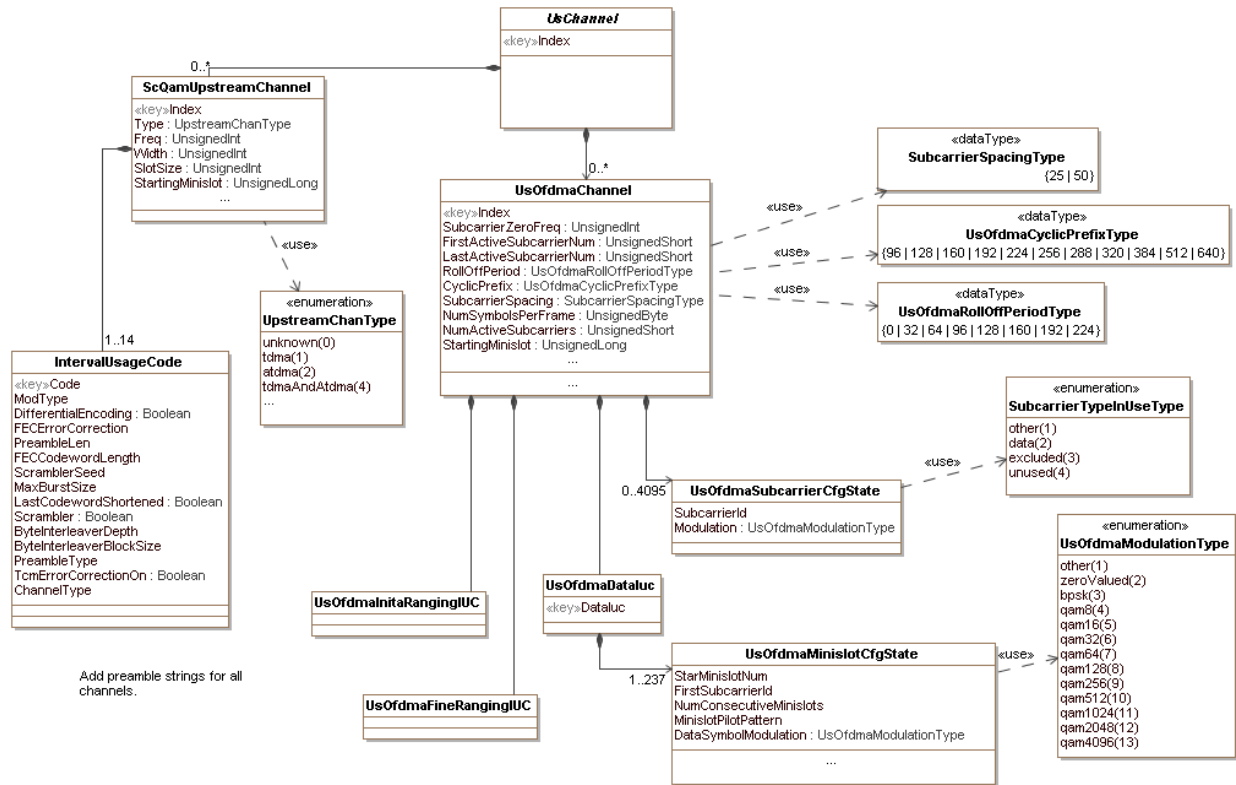 UsChannel
«key»Index
0..*
ScQamUpstreamChannel
«key»Index
Type : UpstreamChanType
Freq : UnsignedInt
Width : UnsignedInt
SlotSize : UnsignedInt
StartingMinislot : UnsignedLong
...
0..*
UsOfdmaChannel
«key»Index
SubcarrierZeroFreq : UnsignedInt
FirstActiveSubcarrierNum : UnsignedShort
LastActiveSubcarrierNum : UnsignedShort
RollOffPeriod : UsOfdmaRollOffPeriodType
CyclicPrefix : UsOfdmaCyclicPrefixType
SubcarrierSpacing : SubcarrierSpacingType
NumSymbolsPerFrame : UnsignedByte
NumActiveSubcarriers : UnsignedShort
StartingMinislot : UnsignedLong
...
...
«dataType»
SubcarrierSpacingType
{25 | 50}
«use»
«dataType»
UsOfdmaCyclicPrefixType
{96 | 128 | 160 | 192 | 224 | 256 | 288 | 320 | 384 | 512 | 640}
«use»
«dataType»
UsOfdmaRollOffPeriodType
{0 | 32 | 64 | 96 | 128 | 160 | 192 | 224}
«use»
«use»
«enumeration»
UpstreamChanType
unknown(0)
tdma(1)
atdma(2)
tdmaAndAtdma(4)
...
1..14
IntervalUsageCode
«key»Code
ModType
DifferentialEncoding : Boolean
FECErrorCorrection
PreambleLen
FECCodewordLength
ScramblerSeed
MaxBurstSize
LastCodewordShortened : Boolean
Scrambler : Boolean
ByteInterleaverDepth
ByteInterleaverBlockSize
PreambleType
TcmErrorCorrectionOn : Boolean
ChannelType
«enumeration»
SubcarrierTypeInUseType
other(1)
data(2)
excluded(3)
unused(4)
«use»
0..4095
UsOfdmaSubcarrierCfgState
SubcarrierId
Modulation : UsOfdmaModulationType
«enumeration»
UsOfdmaModulationType
other(1)
zeroValued(2)
bpsk(3)
qam8(4)
qam16(5)
qam32(6)
qam64(7)
qam128(8)
qam256(9)
qam512(10)
qam1024(11)
qam2048(12)
qam4096(13)
UsOfdmaDataIuc
«key»DataIuc
UsOfdmaInitaRangingIUC
«use»
1..237
UsOfdmaMinislotCfgState
StarMinislotNum
FirstSubcarrierId
NumConsecutiveMinislots
MinislotPilotPattern
DataSymbolModulation : UsOfdmaModulationType
...
UsOfdmaFineRangingIUC
Add preamble strings for all
channels.